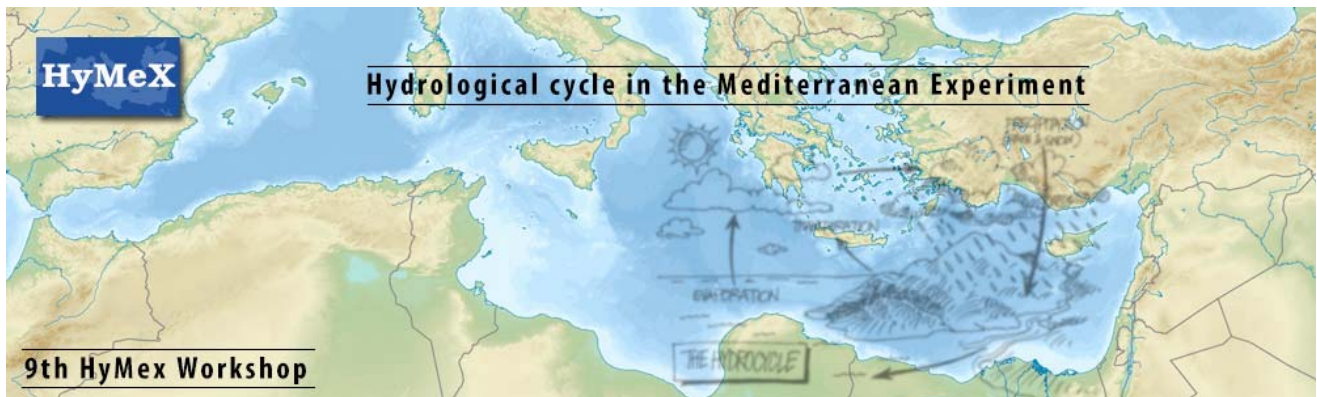 HyMeX
Hydrological cycle in the Mediterranean Experiment
EVAPORATION
THE HYDROCYCLE
9th HyMex Workshop